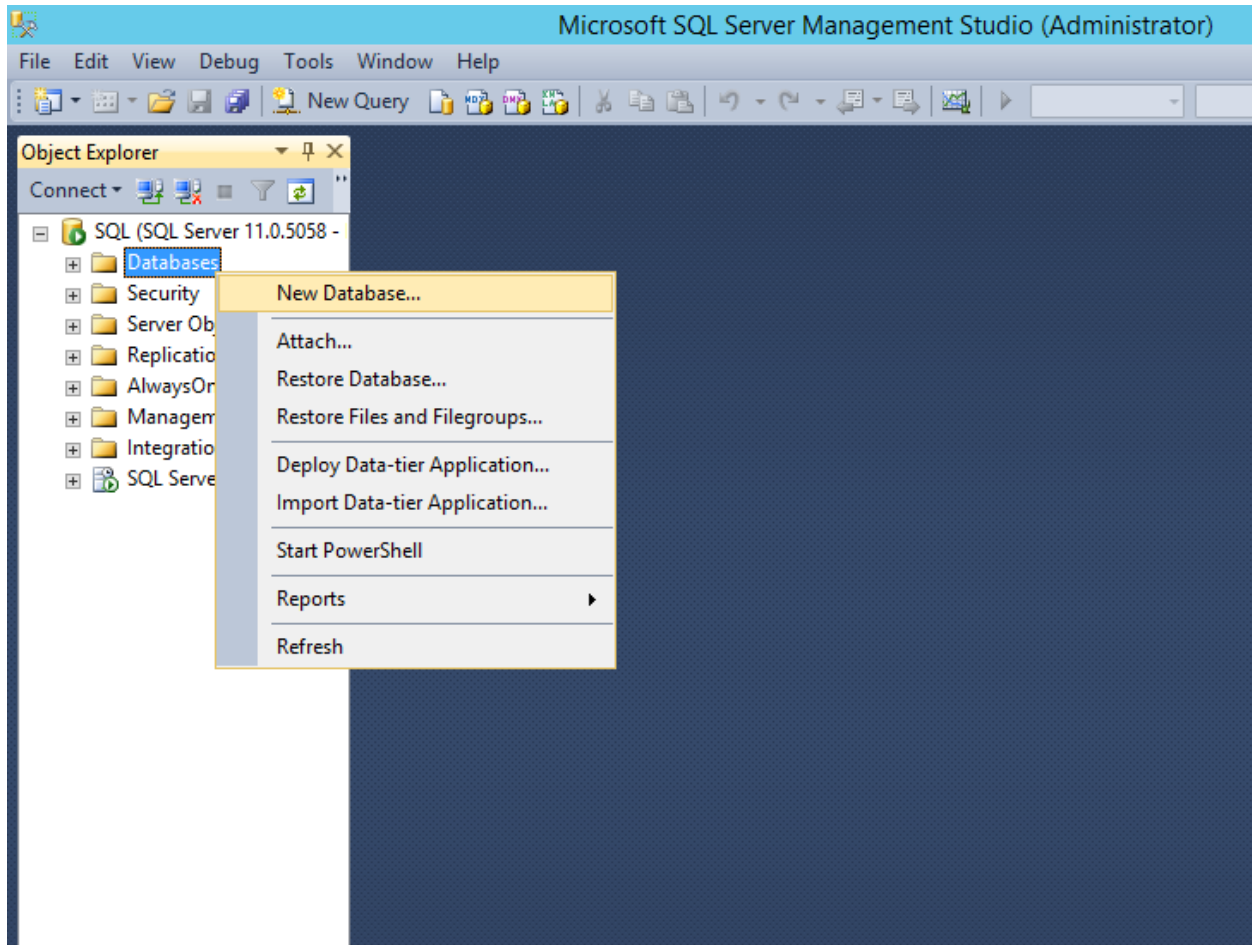 Microsoft SQL Server Management Studio (Administrator)
File Edit View Debug Tools Window Help
New Query
Object Explorer
Connect
SQL (SQL Server 11.0.5058 -
Databases
Security
Server Ob
Replicatio
AlwaysOn
Managem
Integratio
SQL Serve
New Database...
Attach...
Restore Database...
Restore Files and Filegroups...
Deploy Data-tier Application...
Import Data-tier Application...
Start PowerShell
Reports
Refresh